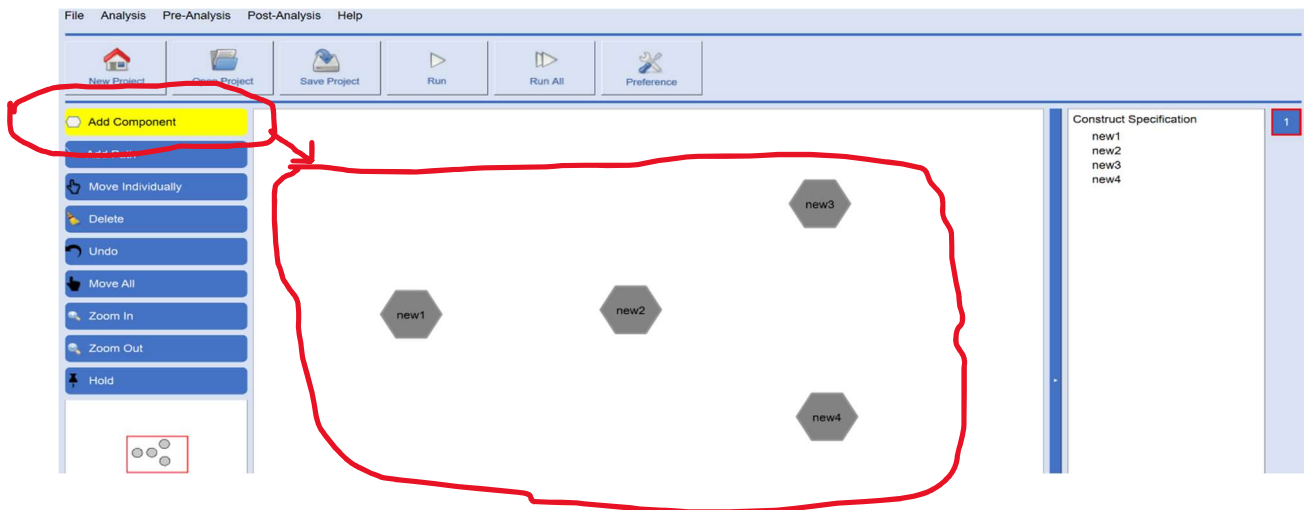 File Analysis Pre-Analysis Post-Analysis Help
New Project Open Project Save Project Run Run All Preference
Add Component
Add Path
Move Individually
Delete
Undo
Move All
Zoom In
Zoom Out
Hold
new1
new2
new3
new4
Construct Specification
new1
new2
new3
new4
1